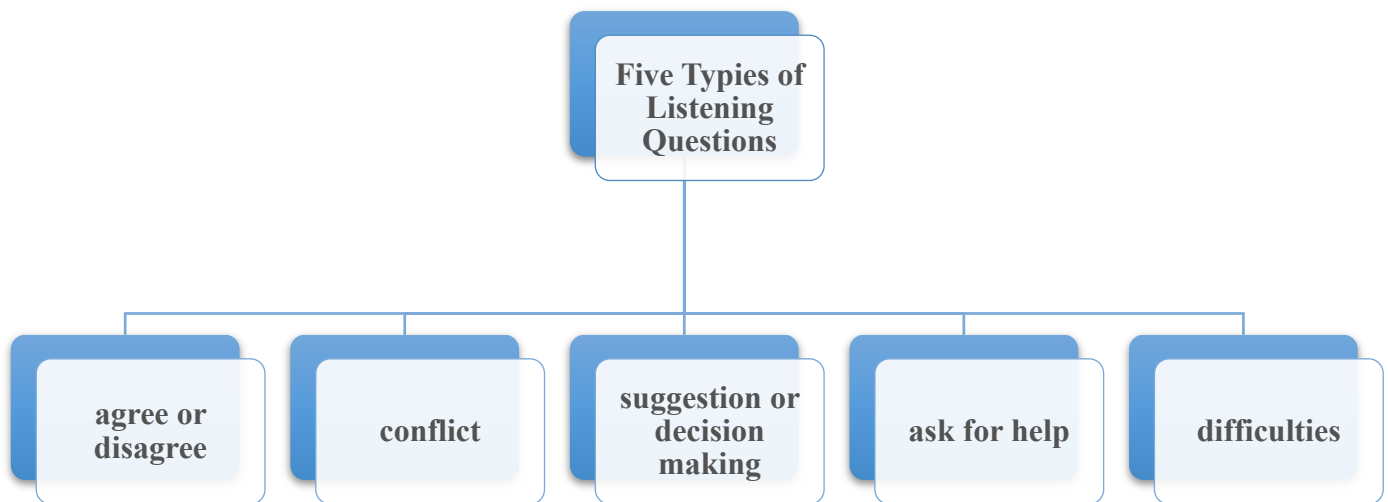 Five Typies of
Listening
Questions
agree or
disagree
conflict
suggestion or
decision
making
ask for help
difficulties